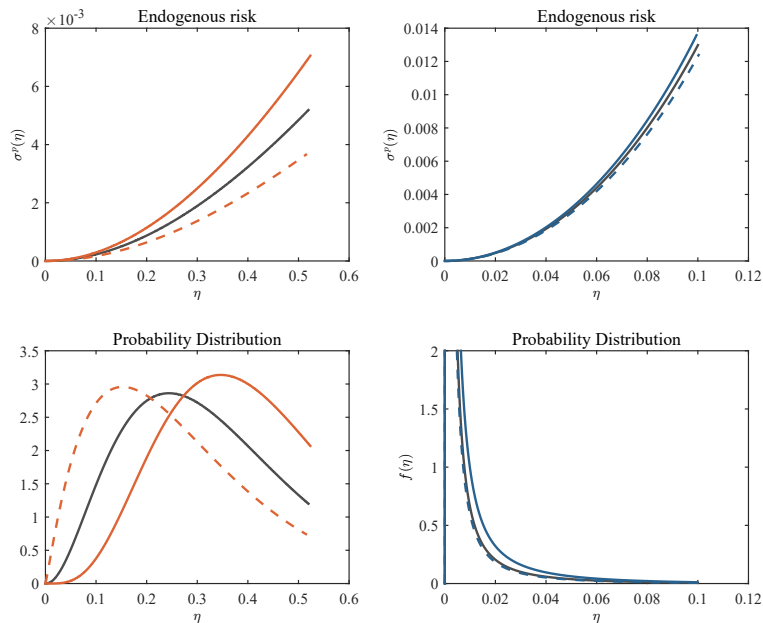 Endogenous risk
×10⁻³
8
6
4
2
0
σᵖ(η)
0 0.1 0.2 0.3 0.4 0.5 0.6
η
Endogenous risk
0.014
0.012
0.01
0.008
0.006
0.004
0.002
0
σᵖ(η)
0 0.02 0.04 0.06 0.08 0.1 0.12
η
Probability Distribution
3.5
3
2.5
2
1.5
1
0.5
0
0 0.1 0.2 0.3 0.4 0.5 0.6
η
Probability Distribution
2
1.5
1
0.5
0
f(η)
0 0.02 0.04 0.06 0.08 0.1 0.12
η